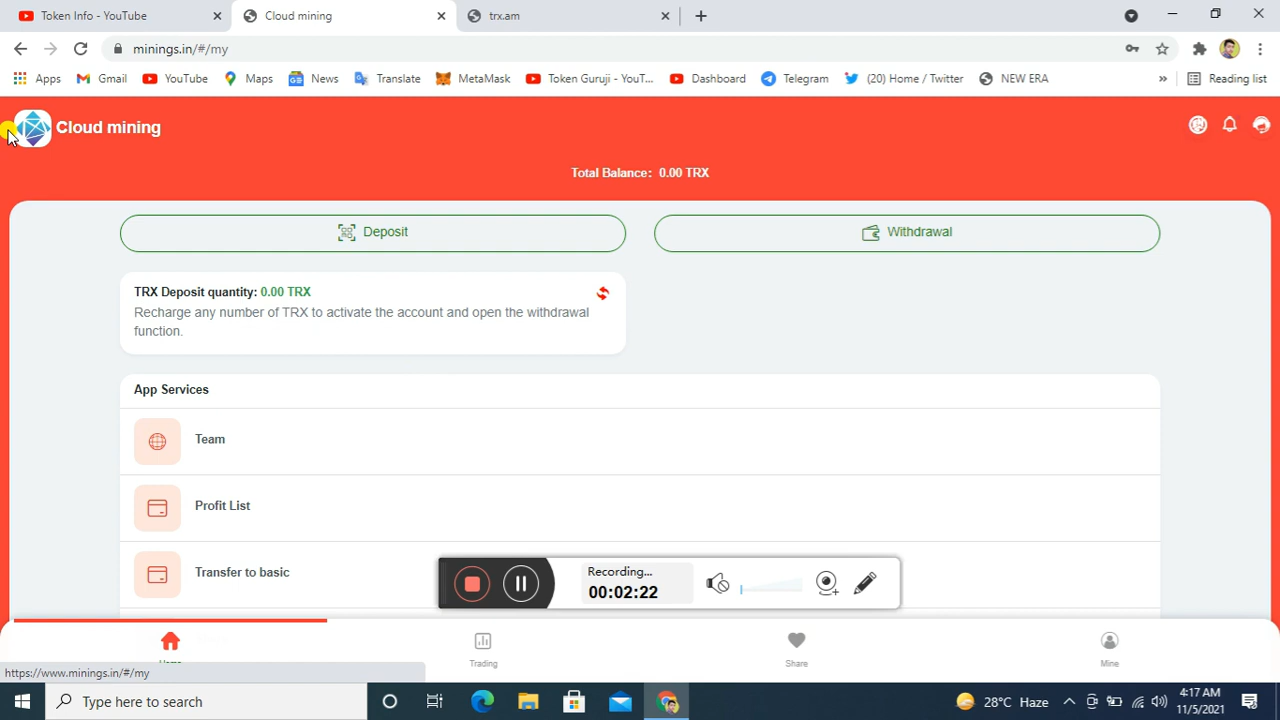 Token Info - YouTube
Cloud mining
trx.am
minings.in/#/my
Apps
Gmail
YouTube
Maps
News
Translate
MetaMask
Token Guruji - YouT...
Dashboard
Telegram
(20) Home / Twitter
NEW ERA
»
Reading list
Cloud mining
Total Balance: 0.00 TRX
Deposit
Withdrawal
TRX Deposit quantity: 0.00 TRX
Recharge any number of TRX to activate the account and open the withdrawal
function.
App Services
Team
Profit List
Transfer to basic
Recording...
00:02:22
Home
Trading
Share
Mine
https://www.minings.in/#/my
Type here to search
28°C Haze
4:17 AM
11/5/2021